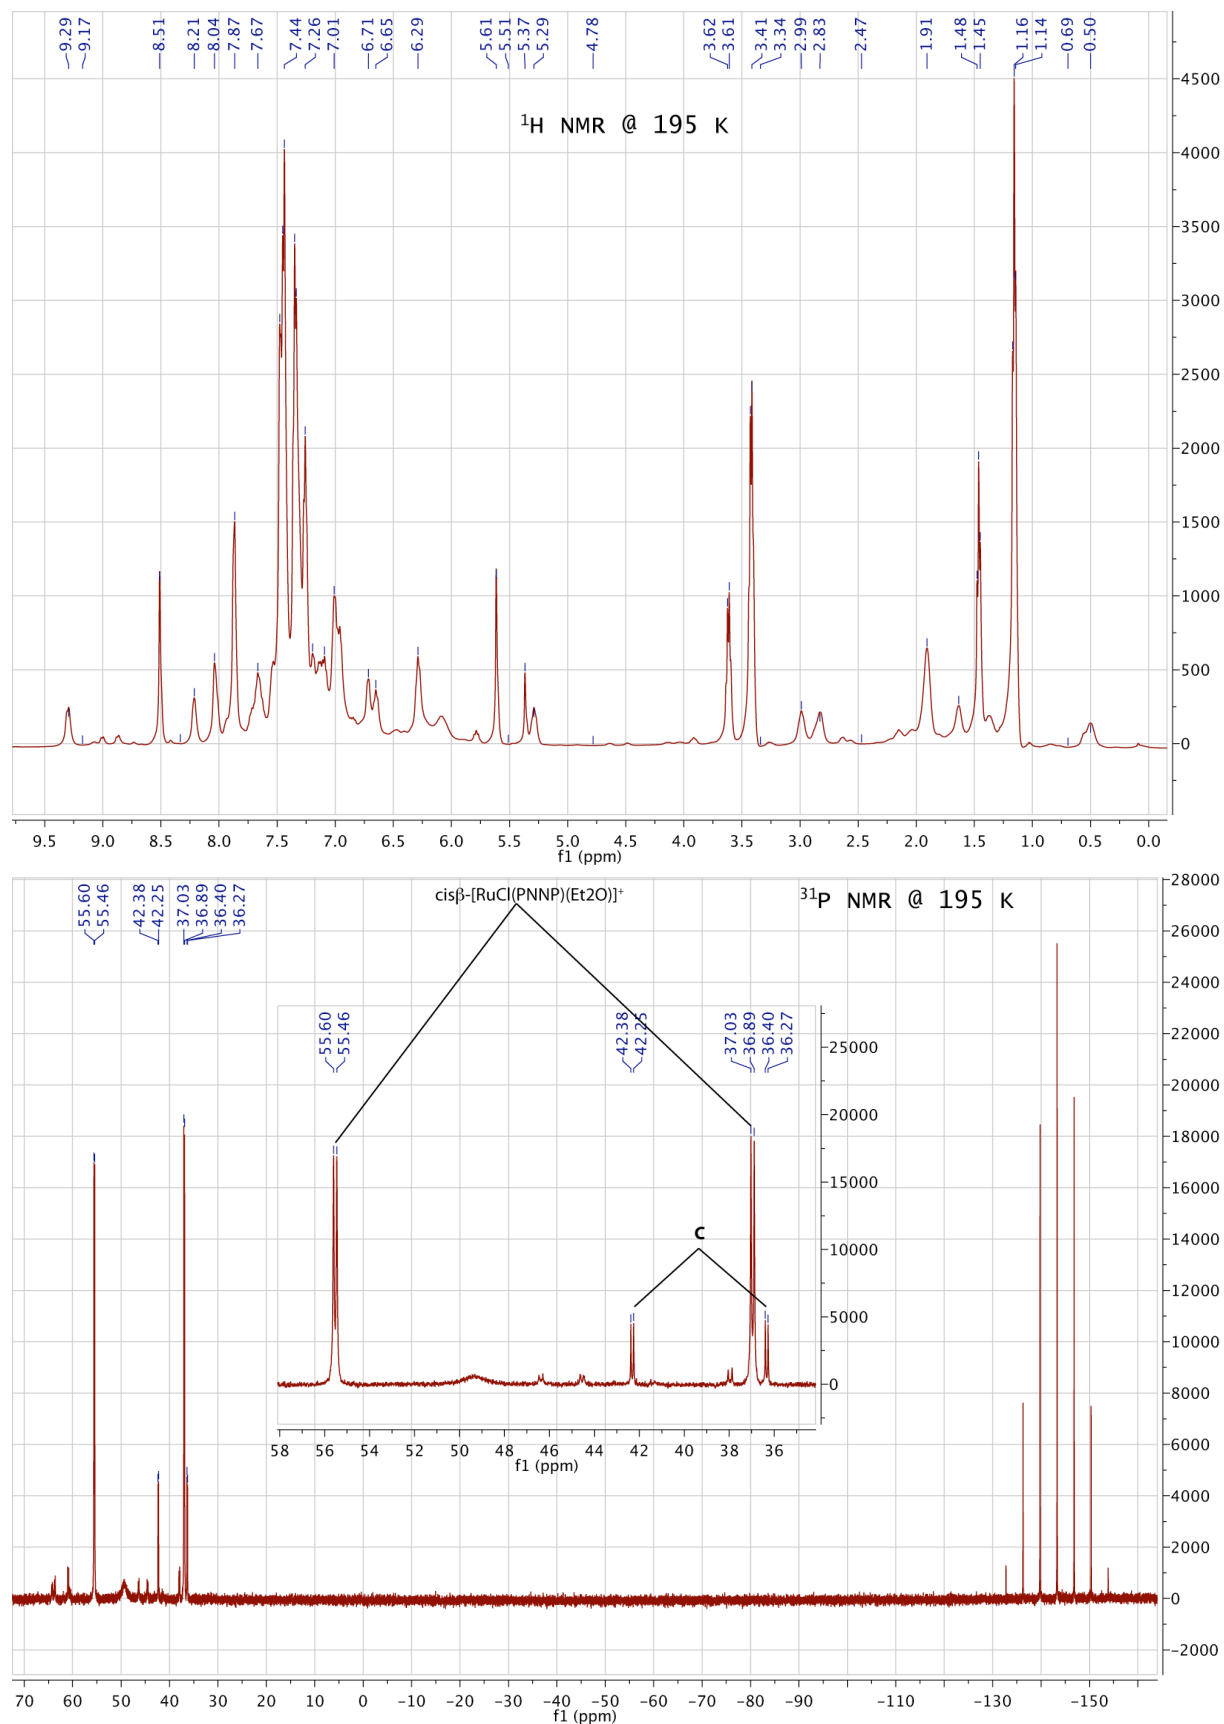 9.29 9.17 8.51 8.21 8.04 7.87 7.67 7.44 7.26 7.01 6.71 6.65 6.29 5.61 5.51 5.37 5.29 4.78 3.62 3.61 3.41 3.34 2.99 2.83 2.47 1.91 1.48 1.45 1.16 1.14 0.69 0.50
¹H NMR @ 195 K
4500
4000
3500
3000
2500
2000
1500
1000
500
0
9.5 9.0 8.5 8.0 7.5 7.0 6.5 6.0 5.5 5.0 4.5 4.0 3.5 3.0 2.5 2.0 1.5 1.0 0.5 0.0
f1 (ppm)
55.60 55.46 42.38 42.25 37.03 36.89 36.40 36.27
cisβ-[RuCl(PNNP)(Et2O)]⁺
³¹P NMR @ 195 K
28000
26000
24000
22000
20000
18000
16000
14000
12000
10000
8000
6000
4000
2000
0
-2000
55.60 55.46 42.38 42.25 37.03 36.89 36.40 36.27
C
25000
20000
15000
10000
5000
0
58 56 54 52 50 48 46 44 42 40 38 36
f1 (ppm)
70 60 50 40 30 20 10 0 -10 -20 -30 -40 -50 -60 -70 -80 -90 -110 -130 -150
f1 (ppm)